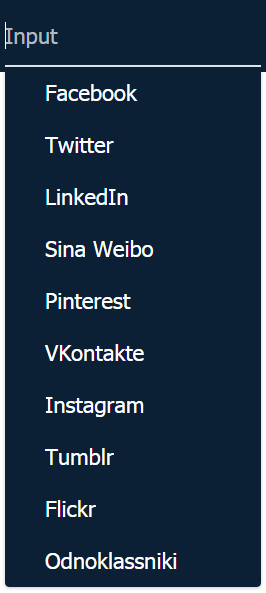 Input
Facebook
Twitter
LinkedIn
Sina Weibo
Pinterest
VKontakte
Instagram
Tumblr
Flickr
Odnoklassniki